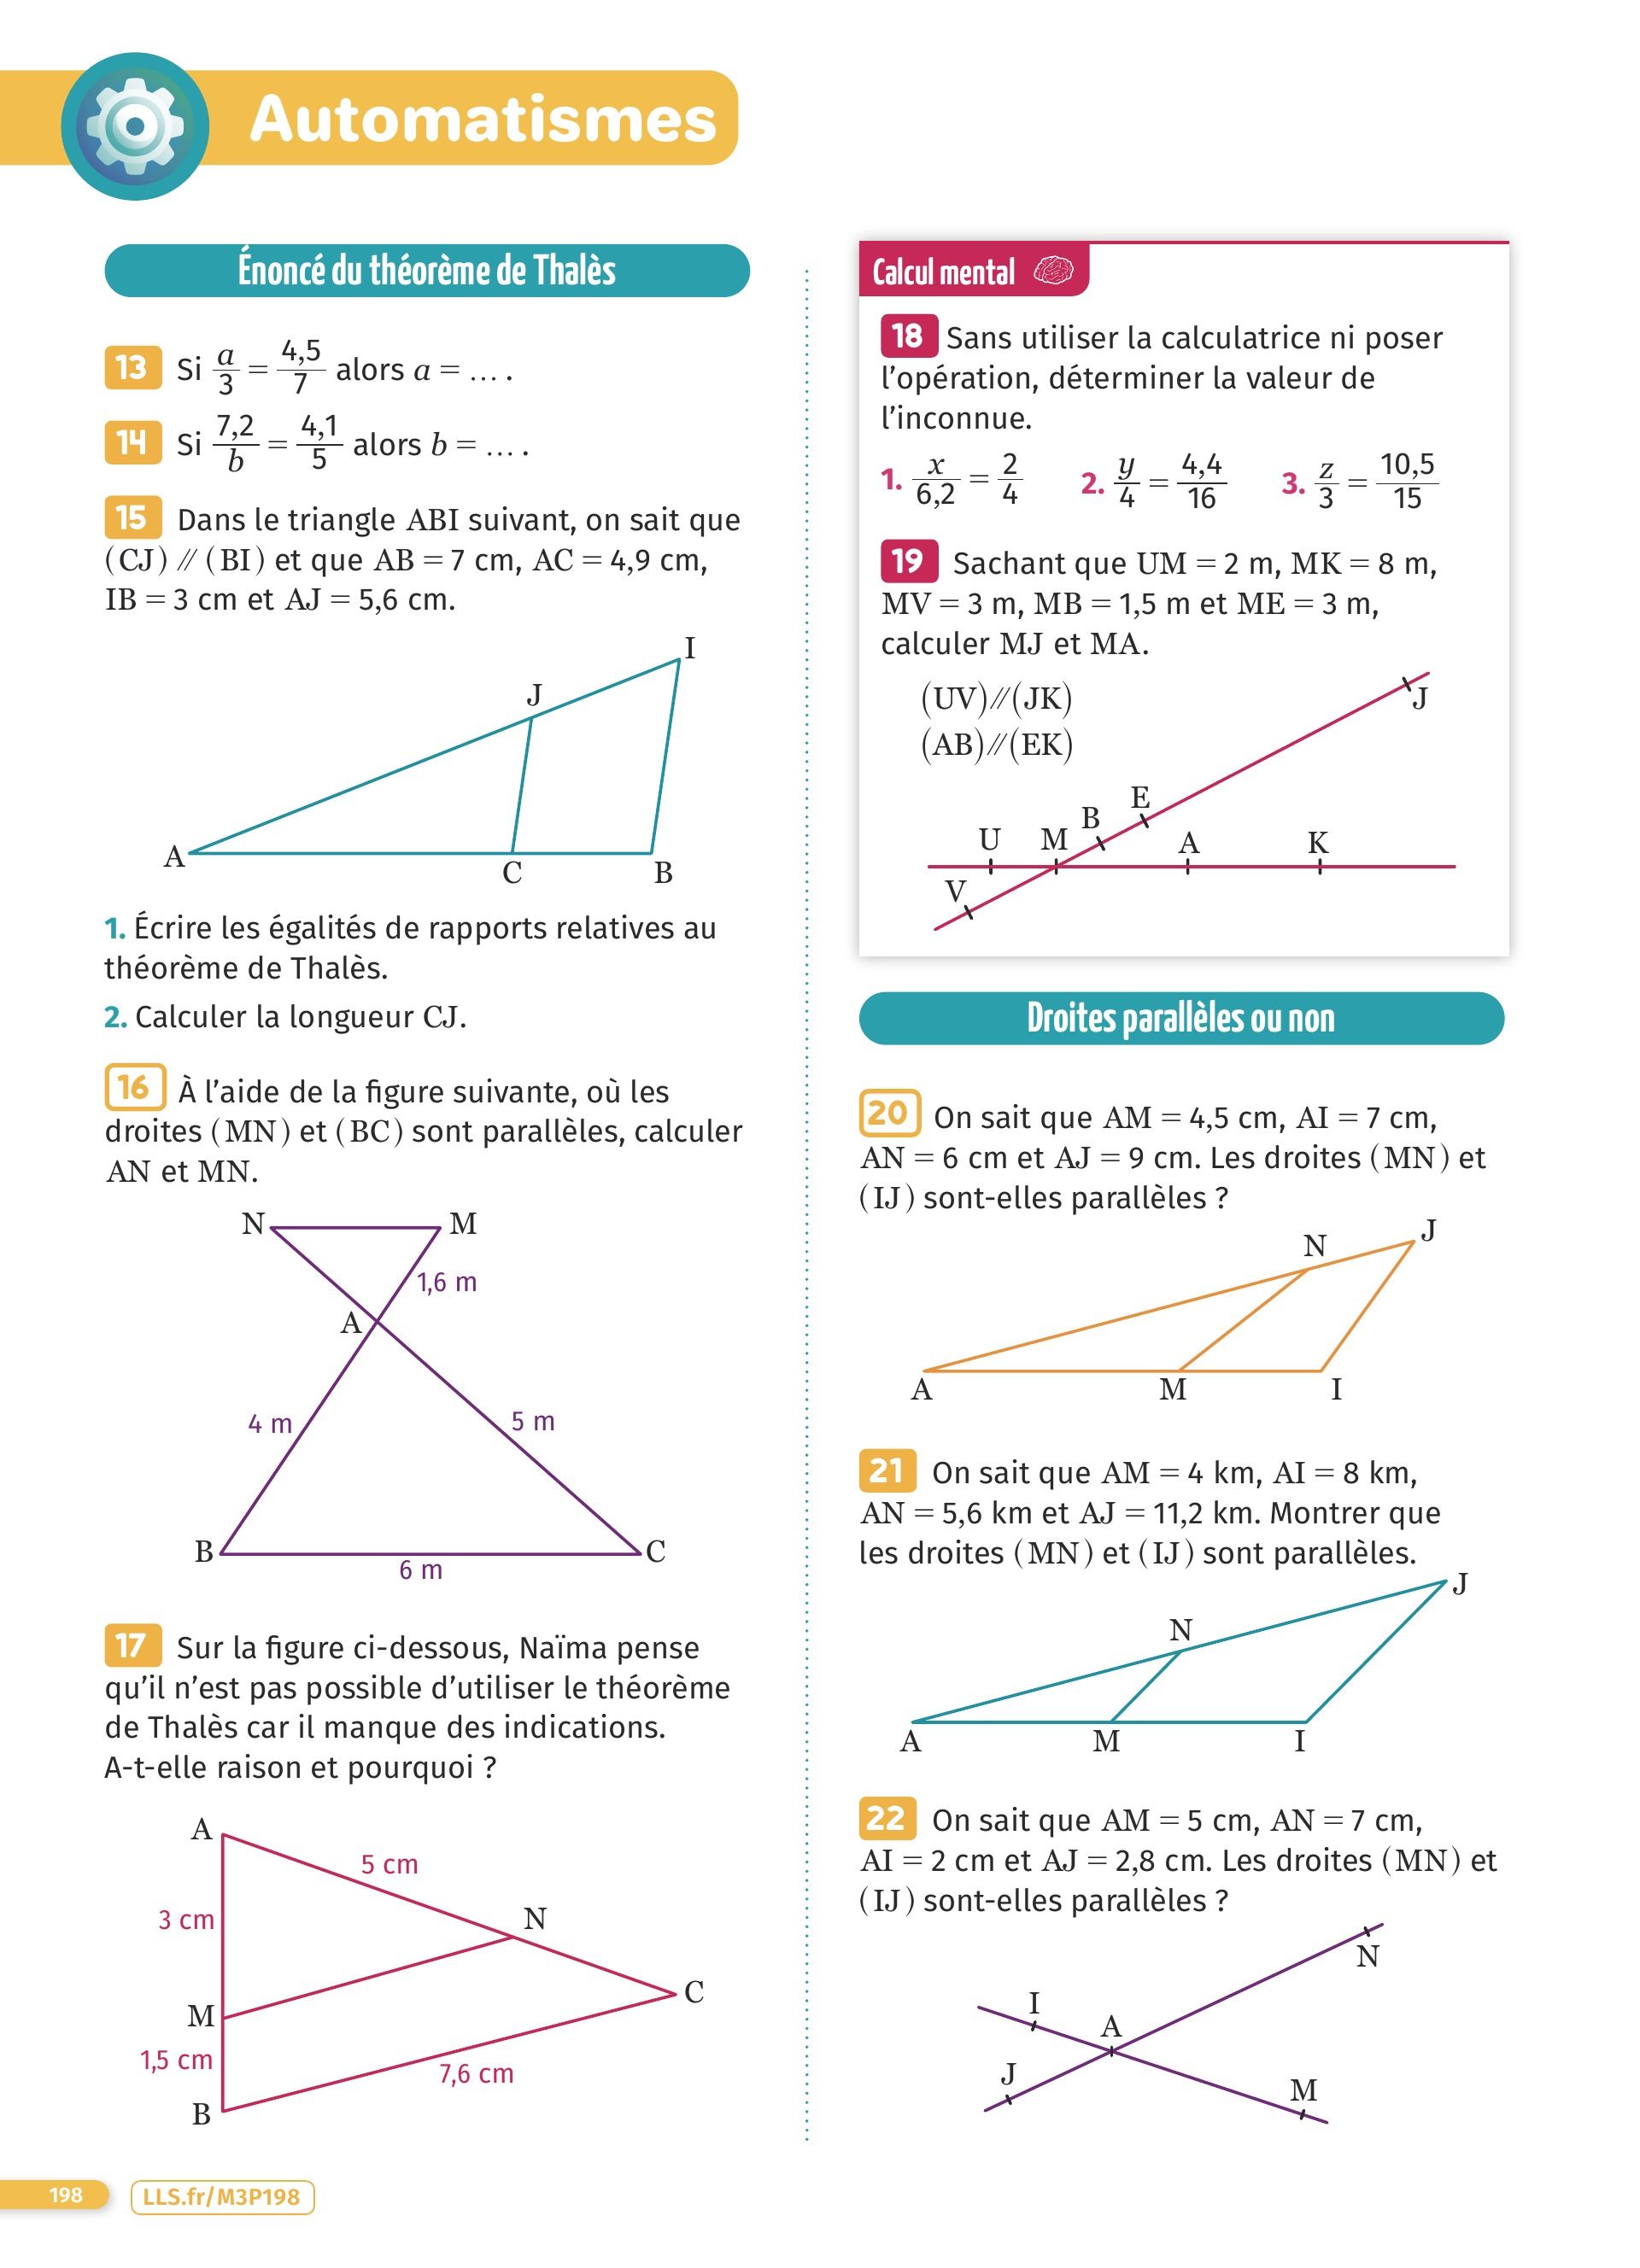 Automatismes
Énoncé du théorème de Thalès
13 Si a/3 = 4,5/7 alors a = … .
14 Si 7,2/b = 4,1/5 alors b = … .
15 Dans le triangle ABI suivant, on sait que
(CJ) // (BI) et que AB = 7 cm, AC = 4,9 cm,
IB = 3 cm et AJ = 5,6 cm.
I
J
A
C
B
1. Écrire les égalités de rapports relatives au
théorème de Thalès.
2. Calculer la longueur CJ.
16 À l’aide de la figure suivante, où les
droites (MN) et (BC) sont parallèles, calculer
AN et MN.
N
M
1,6 m
A
4 m
5 m
B
C
6 m
17 Sur la figure ci-dessous, Naïma pense
qu’il n’est pas possible d’utiliser le théorème
de Thalès car il manque des indications.
A-t-elle raison et pourquoi ?
A
5 cm
3 cm
N
C
M
1,5 cm
7,6 cm
B
Calcul mental
18 Sans utiliser la calculatrice ni poser
l’opération, déterminer la valeur de
l’inconnue.
1. x/6,2 = 2/4 2. y/4 = 4,4/16 3. z/3 = 10,5/15
19 Sachant que UM = 2 m, MK = 8 m,
MV = 3 m, MB = 1,5 m et ME = 3 m,
calculer MJ et MA.
(UV)//(JK)
(AB)//(EK)
J
E
B
U
M
A
K
V
Droites parallèles ou non
20 On sait que AM = 4,5 cm, AI = 7 cm,
AN = 6 cm et AJ = 9 cm. Les droites (MN) et
(IJ) sont-elles parallèles ?
J
N
A
M
I
21 On sait que AM = 4 km, AI = 8 km,
AN = 5,6 km et AJ = 11,2 km. Montrer que
les droites (MN) et (IJ) sont parallèles.
J
N
A
M
I
22 On sait que AM = 5 cm, AN = 7 cm,
AI = 2 cm et AJ = 2,8 cm. Les droites (MN) et
(IJ) sont-elles parallèles ?
N
I
A
J
M
198
LLS.fr/M3P198